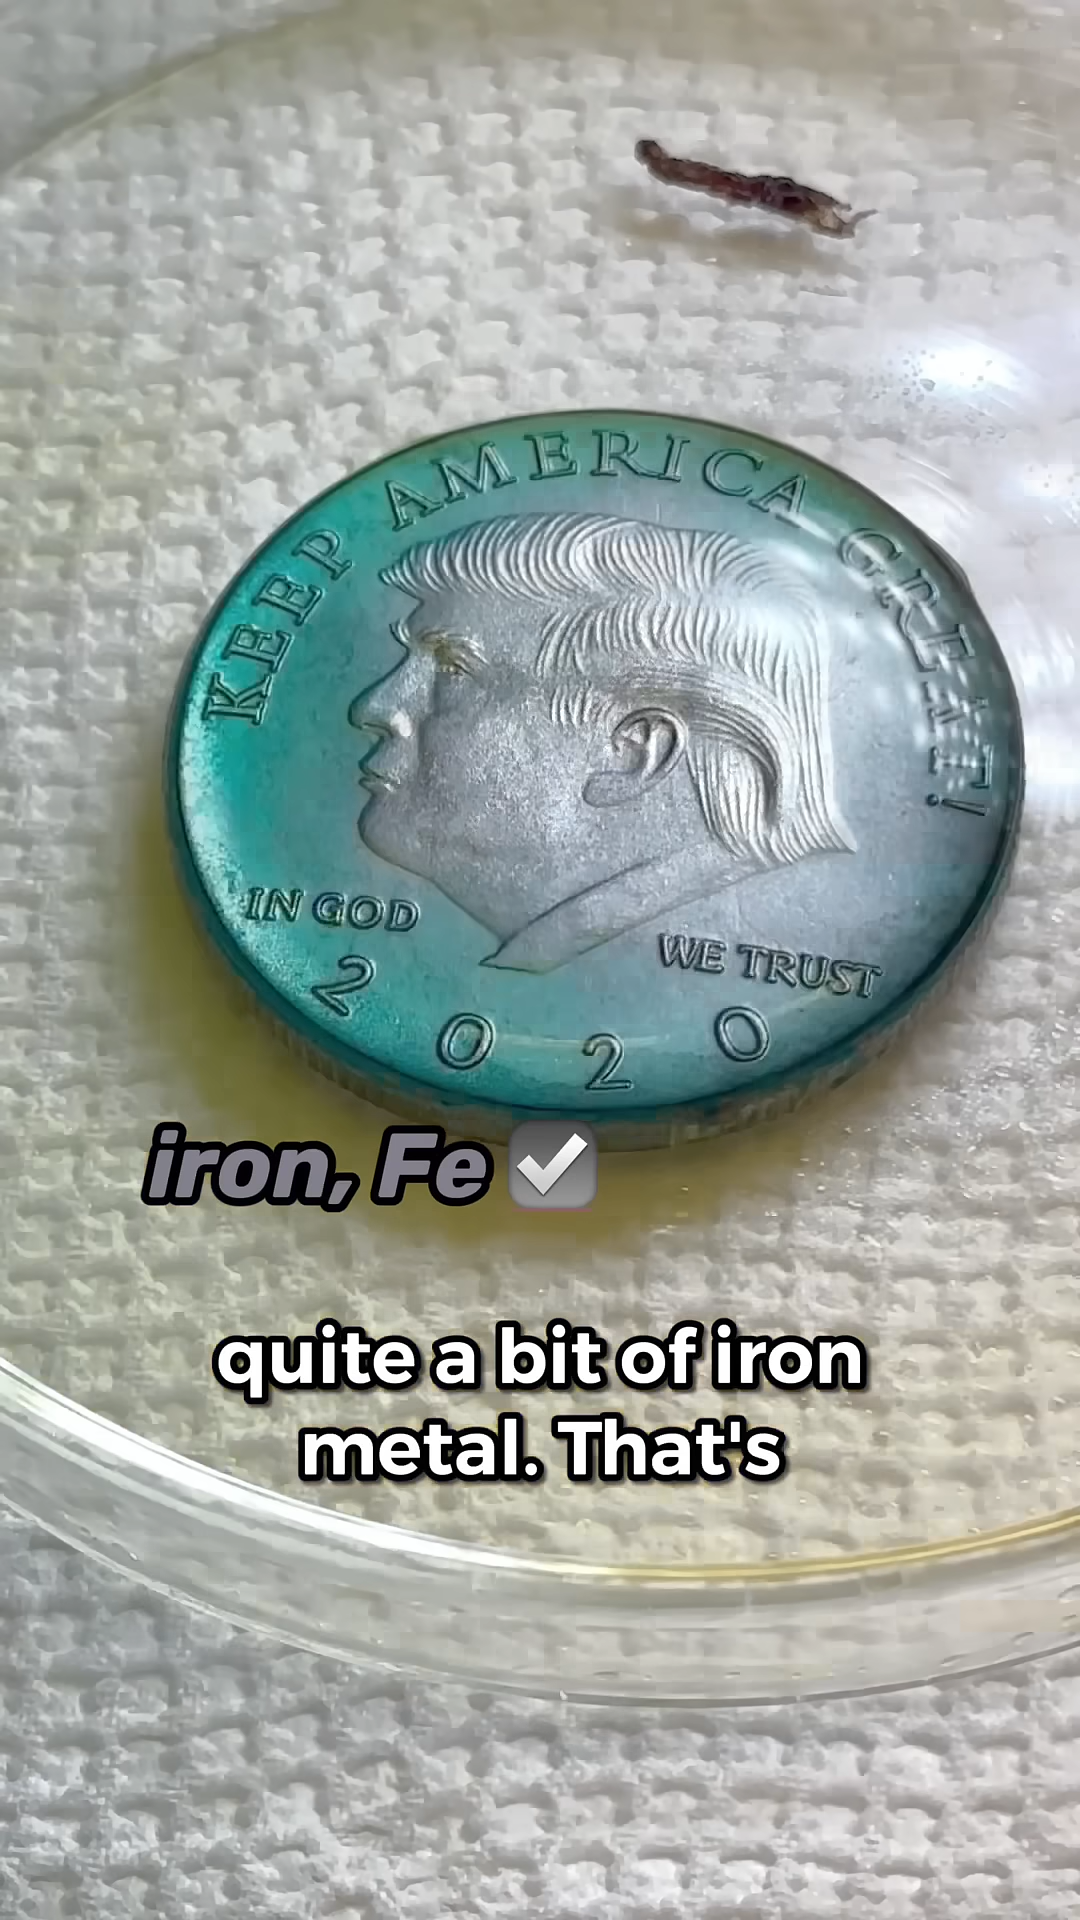 KEEP AMERICA GREAT!
IN GOD
WE TRUST
2020
iron, Fe ☑
quite a bit of iron
metal. That's